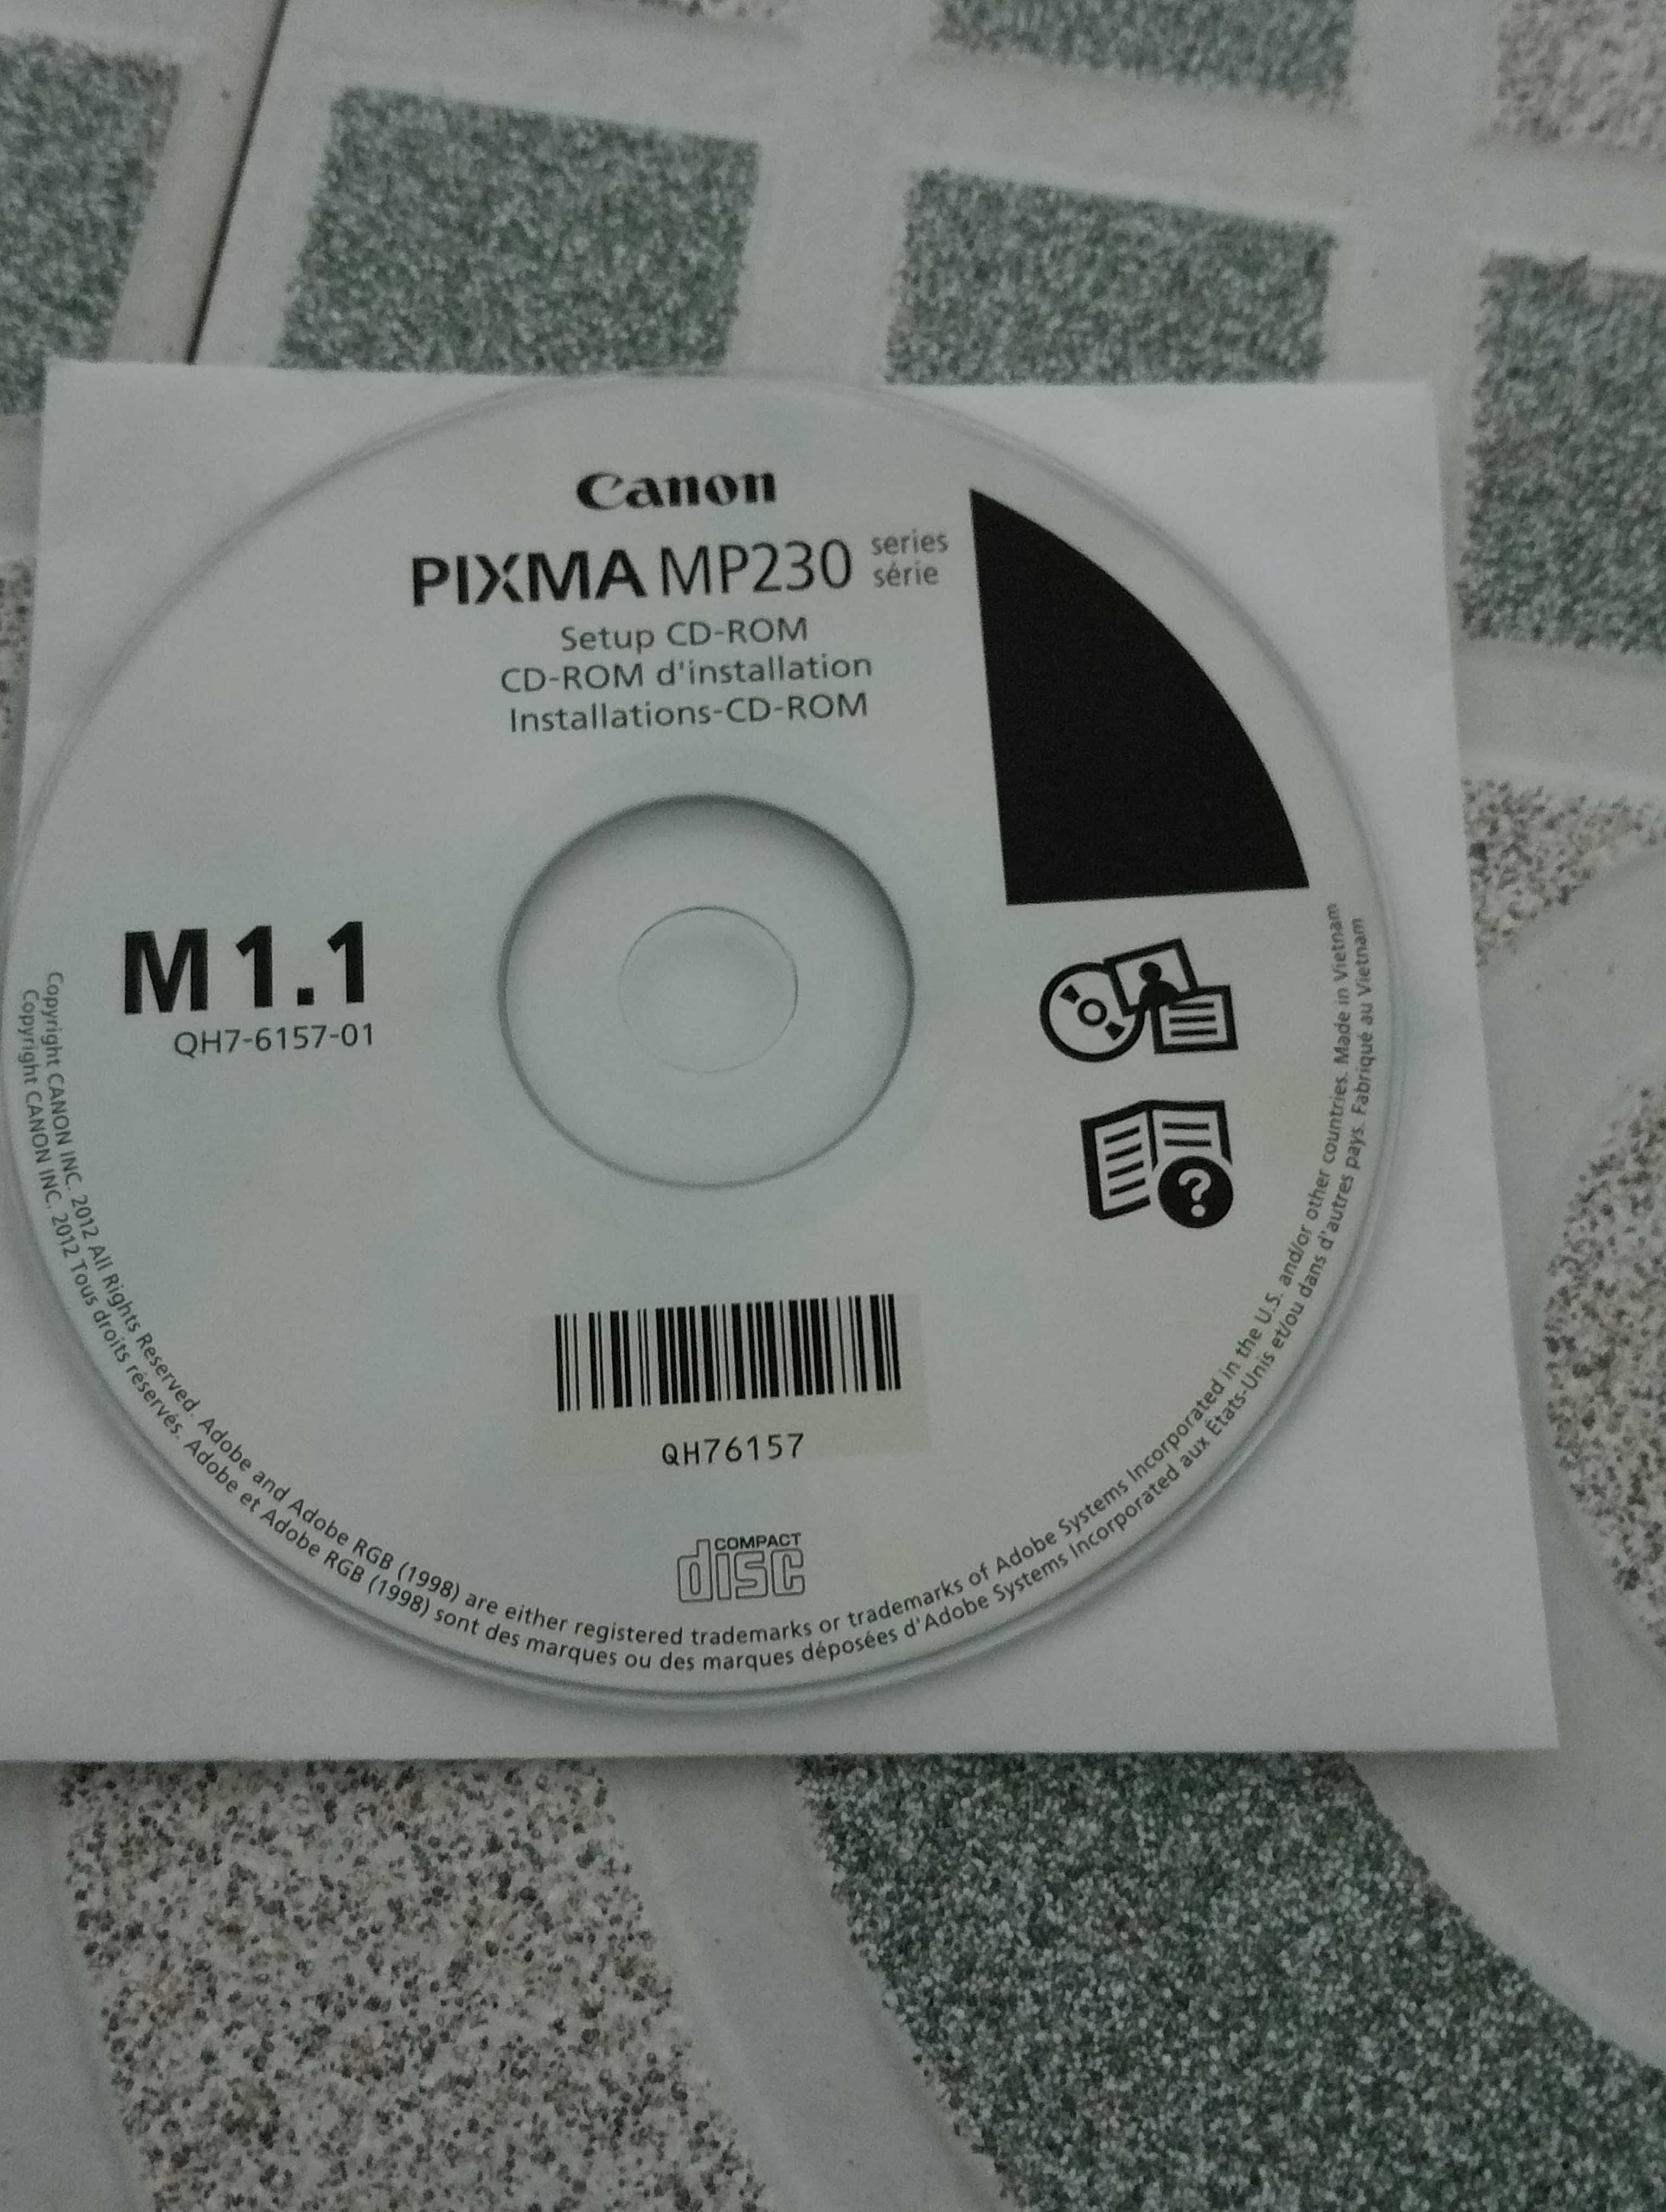 Canon
PIXMA MP230 series
série
Setup CD-ROM
CD-ROM d'installation
Installations-CD-ROM
M 1.1
QH7-6157-01
QH76157
COMPACT
disc
Copyright CANON INC. 2012 All Rights Reserved. Adobe and Adobe RGB (1998) are either registered trademarks or trademarks of Adobe Systems Incorporated in the U.S. and/or other countries. Made in Vietnam
Copyright CANON INC. 2012 Tous droits réservés. Adobe et Adobe RGB (1998) sont des marques ou des marques déposées d'Adobe Systems Incorporated aux États-Unis et/ou dans d'autres pays. Fabriqué au Vietnam
?